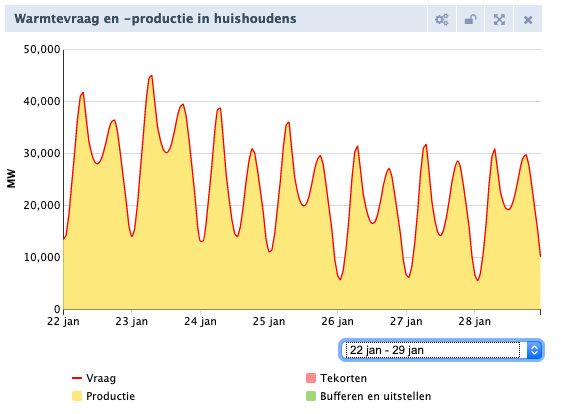 Warmtevraag en -productie in huishoudens
50,000
40,000
30,000
20,000
10,000
0
MW
22 jan 23 jan 24 jan 25 jan 26 jan 27 jan 28 jan
22 jan - 29 jan
Vraag Tekorten
Productie Bufferen en uitstellen